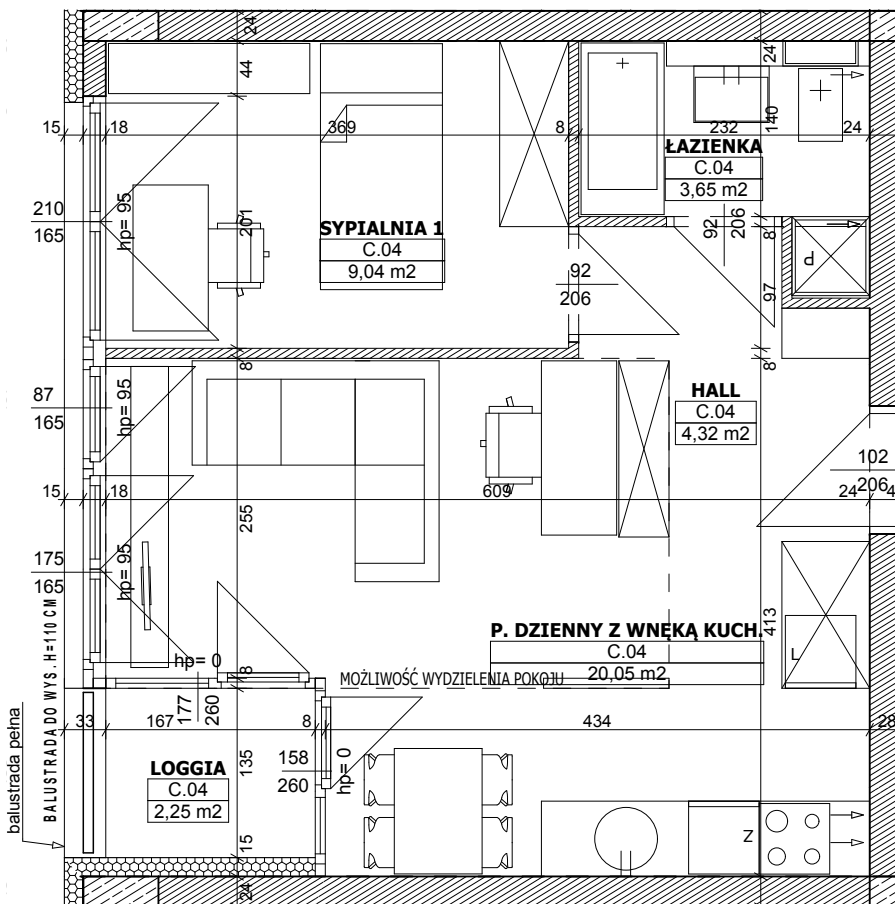 24
44
24
15
18
369
8
232
140
24
ŁAZIENKA
C.04
3,65 m2
210
165
hp= 95
201
SYPIALNIA 1
C.04
9,04 m2
92
206
8
P
92
206
97
8
8
87
165
hp= 95
HALL
C.04
4,32 m2
102
206
15
18
609
24
4
255
175
165
hp= 95
413
P. DZIENNY Z WNĘKĄ KUCH.
C.04
20,05 m2
L
hp= 0
8
MOŻLIWOŚĆ WYDZIELENIA POKOJU
177
260
33
167
8
434
28
balustrada pełna
BALUSTRADA DO WYS. H=110 CM
LOGGIA
C.04
2,25 m2
135
158
260
hp= 0
Z
15
24